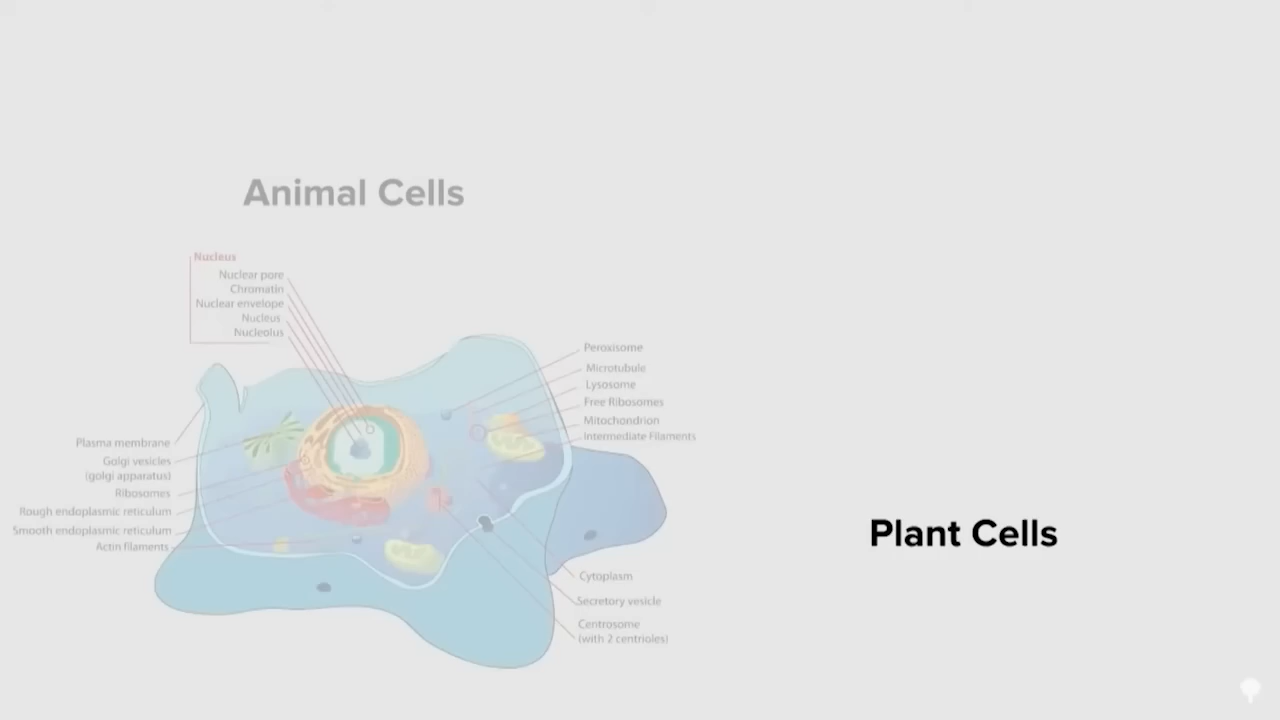 Animal Cells
Nucleus
Nuclear pore
Chromatin
Nuclear envelope
Nucleus
Nucleolus
Peroxisome
Microtubule
Lysosome
Free Ribosomes
Mitochondrion
Intermediate Filaments
Plasma membrane
Golgi vesicles
(golgi apparatus)
Ribosomes
Rough endoplasmic reticulum
Smooth endoplasmic reticulum
Actin filaments
Cytoplasm
Secretory vesicle
Centrosome
(with 2 centrioles)
Plant Cells